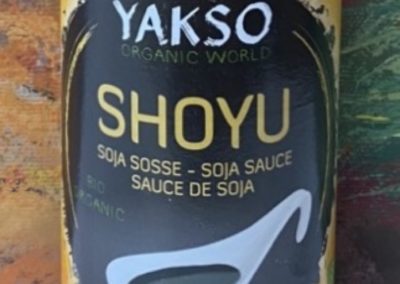 YAKSO
ORGANIC WORLD
SHOYU
SOJA SOSSE - SOJA SAUCE
SAUCE DE SOJA
BIO
ORGANIC